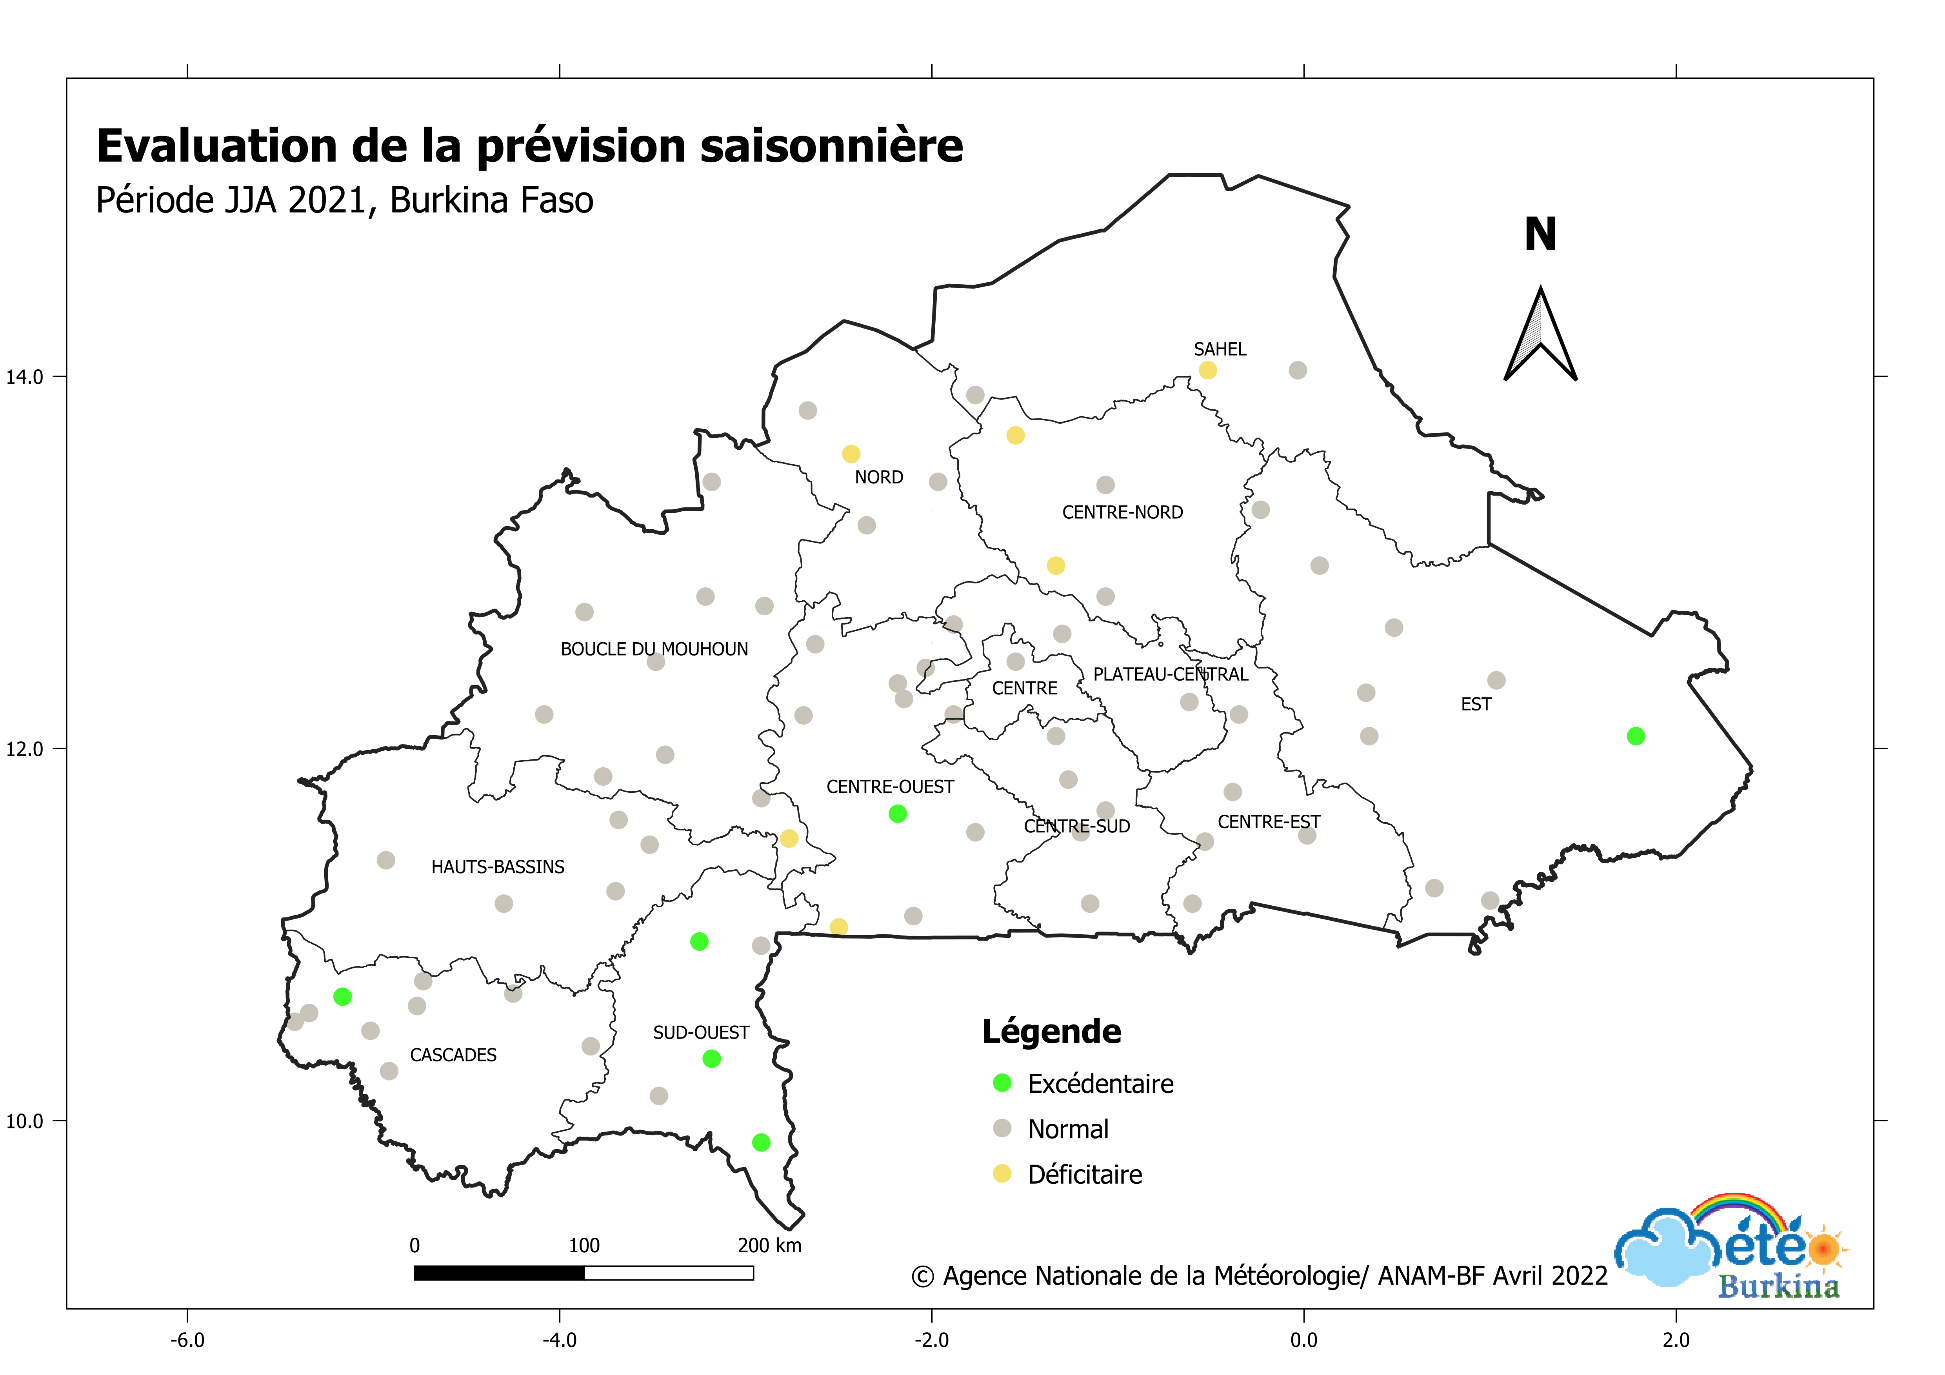 Evaluation de la prévision saisonnière
Période JJA 2021, Burkina Faso
N
14.0
12.0
10.0
SAHEL
NORD
CENTRE-NORD
BOUCLE DU MOUHOUN
PLATEAU-CENTRAL
CENTRE
EST
CENTRE-OUEST
CENTRE-SUD
CENTRE-EST
HAUTS-BASSINS
SUD-OUEST
CASCADES
Légende
Excédentaire
Normal
Déficitaire
0 100 200 km
© Agence Nationale de la Météorologie/ ANAM-BF Avril 2022
été
Burkina
-6.0 -4.0 -2.0 0.0 2.0